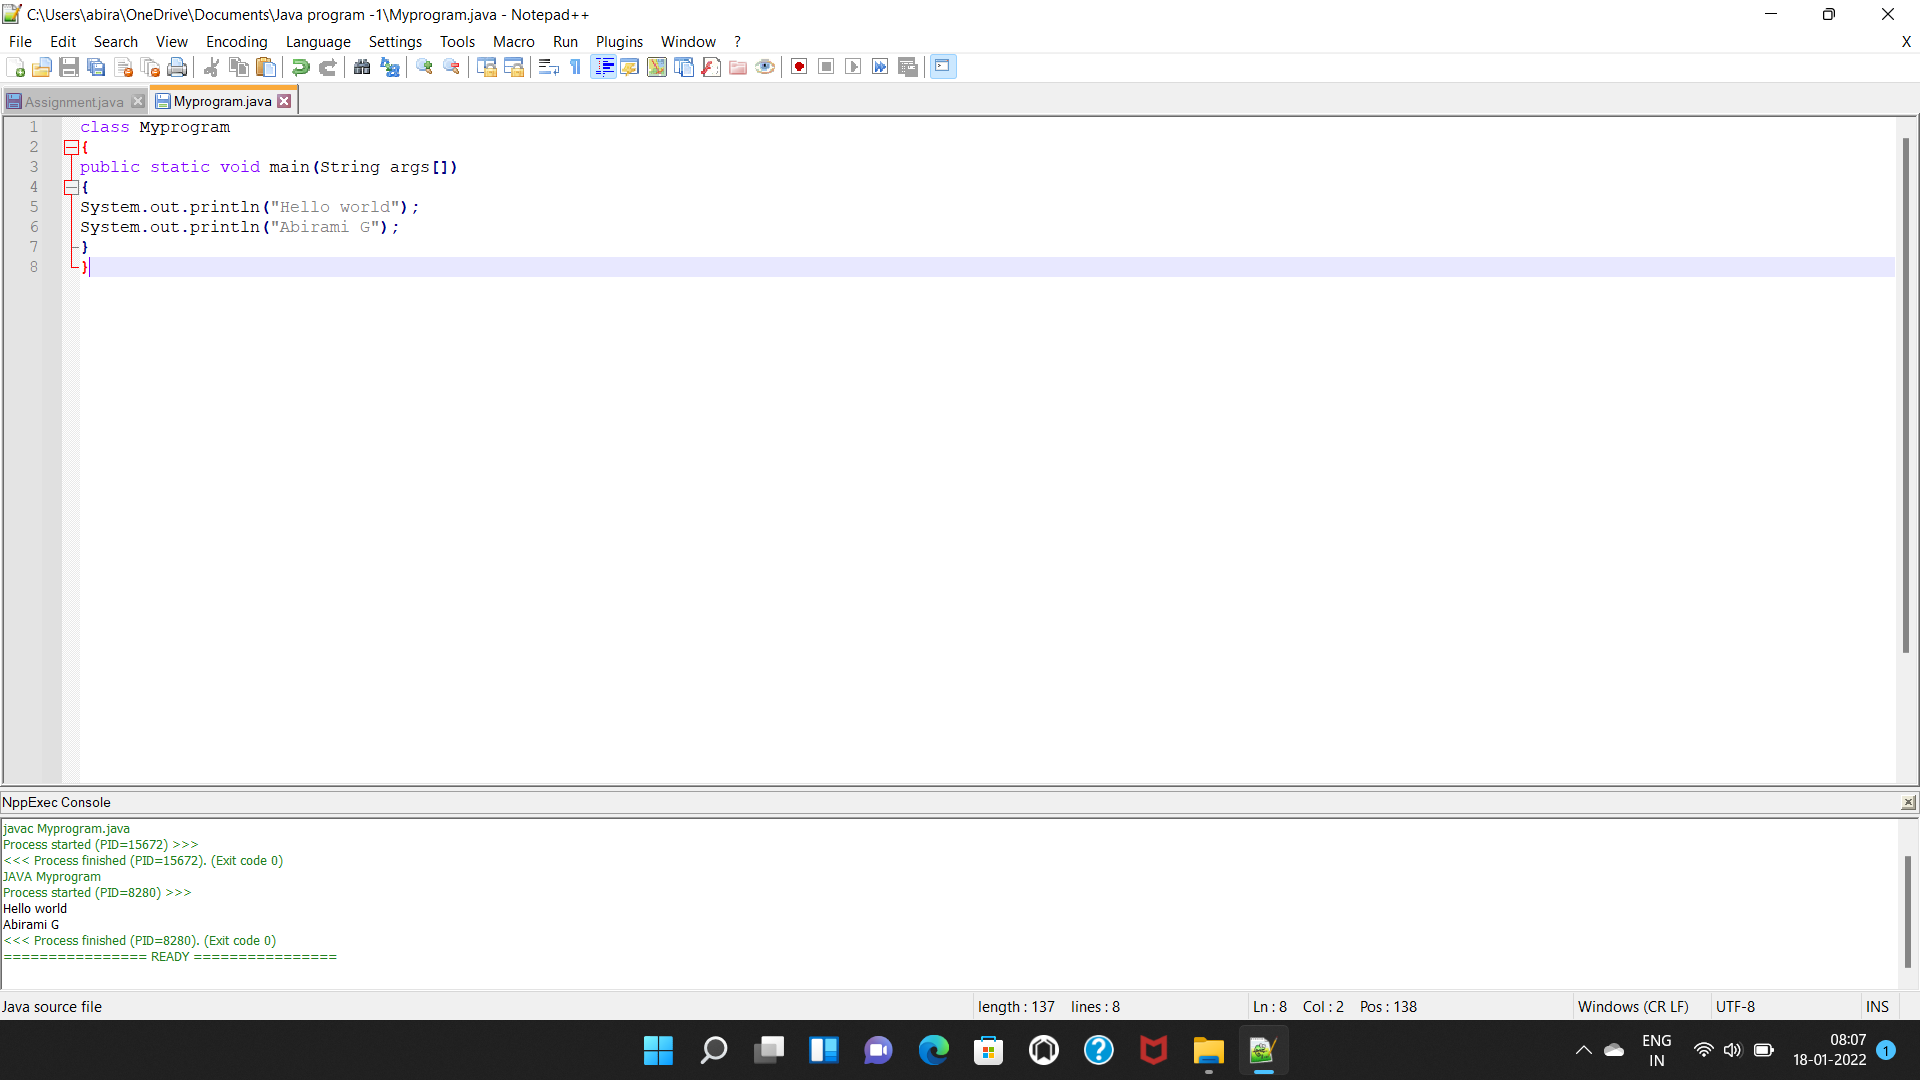 C:\Users\abira\OneDrive\Documents\Java program -1\Myprogram.java - Notepad++
File Edit Search View Encoding Language Settings Tools Macro Run Plugins Window ? X
Assignment.java Myprogram.java
1 class Myprogram
2 {
3 public static void main(String args[])
4 {
5 System.out.println("Hello world");
6 System.out.println("Abirami G");
7 }
8 }
NppExec Console
javac Myprogram.java
Process started (PID=15672) >>>
<<< Process finished (PID=15672). (Exit code 0)
JAVA Myprogram
Process started (PID=8280) >>>
Hello world
Abirami G
<<< Process finished (PID=8280). (Exit code 0)
================ READY ================
Java source file length : 137 lines : 8 Ln : 8 Col : 2 Pos : 138 Windows (CR LF) UTF-8 INS
ENG 08:07
IN 18-01-2022 1